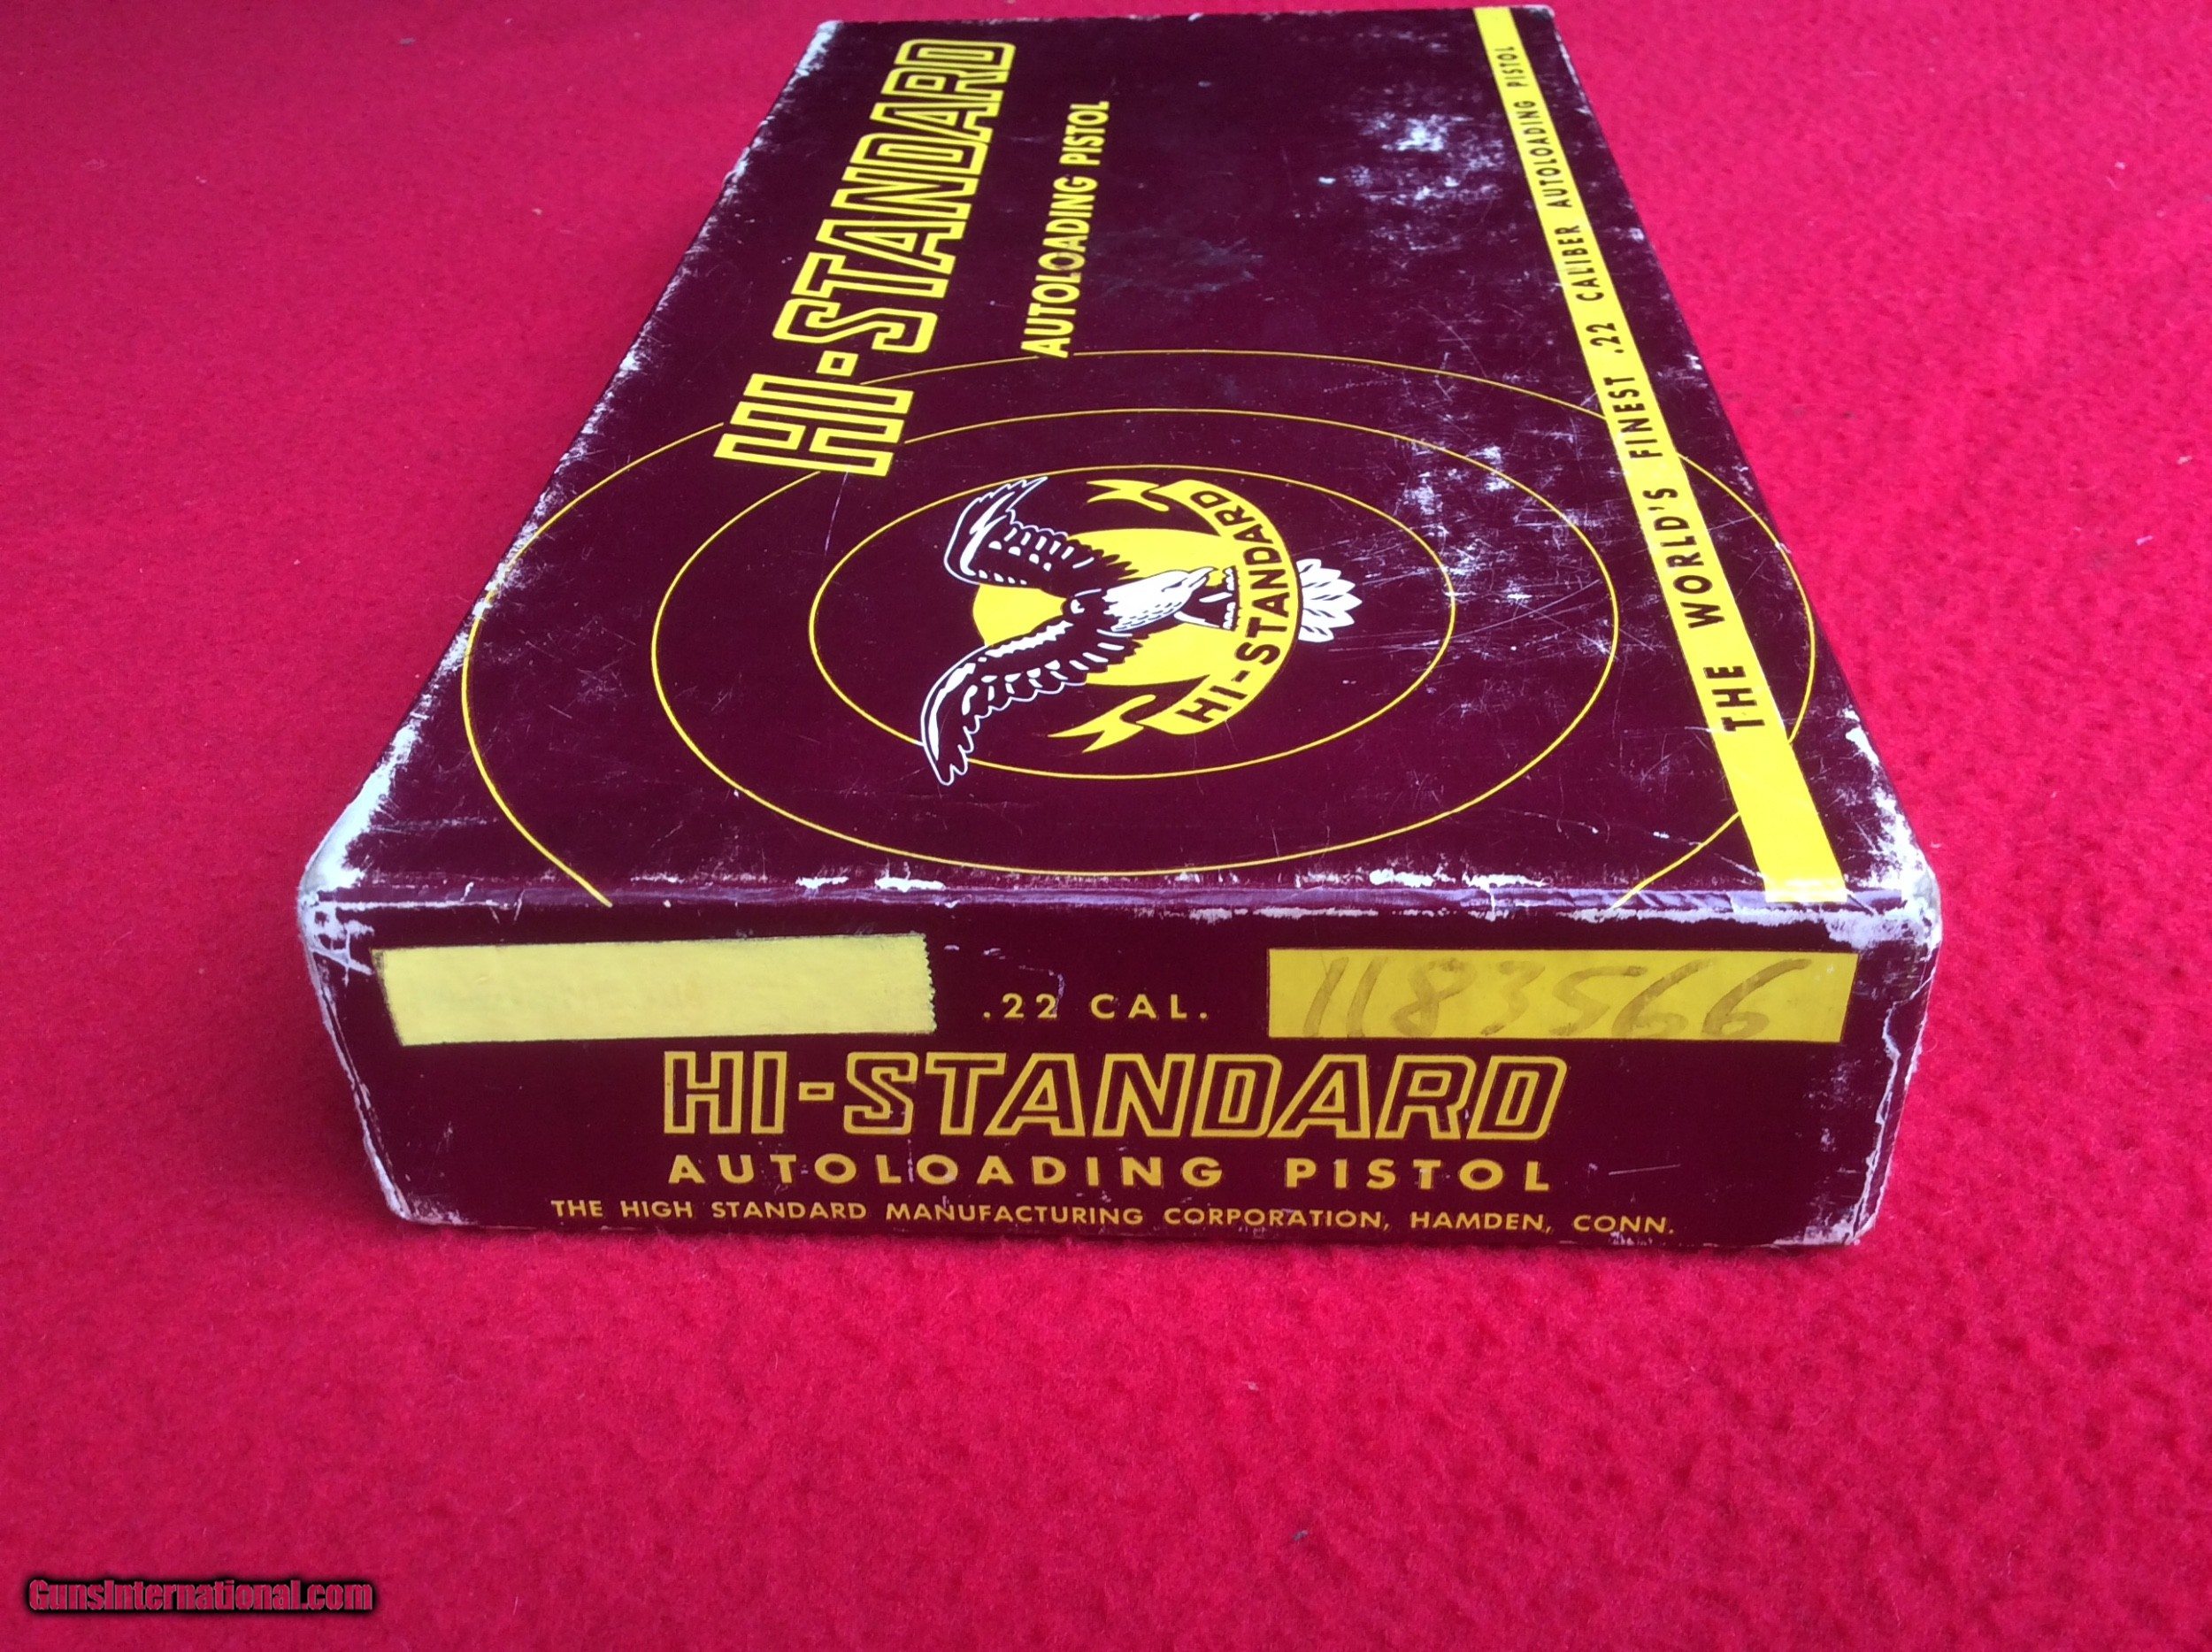 HI-STANDARD
AUTOLOADING PISTOL
HI-STANDARD
THE WORLD'S FINEST .22 CALIBER AUTOLOADING PISTOL
.22 CAL.
1183566
HI-STANDARD
AUTOLOADING PISTOL
THE HIGH STANDARD MANUFACTURING CORPORATION, HAMDEN, CONN.
GunsInternational.com